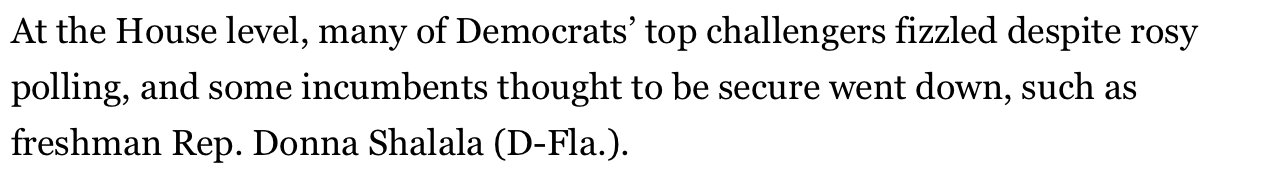 At the House level, many of Democrats’ top challengers fizzled despite rosy
polling, and some incumbents thought to be secure went down, such as
freshman Rep. Donna Shalala (D-Fla.).